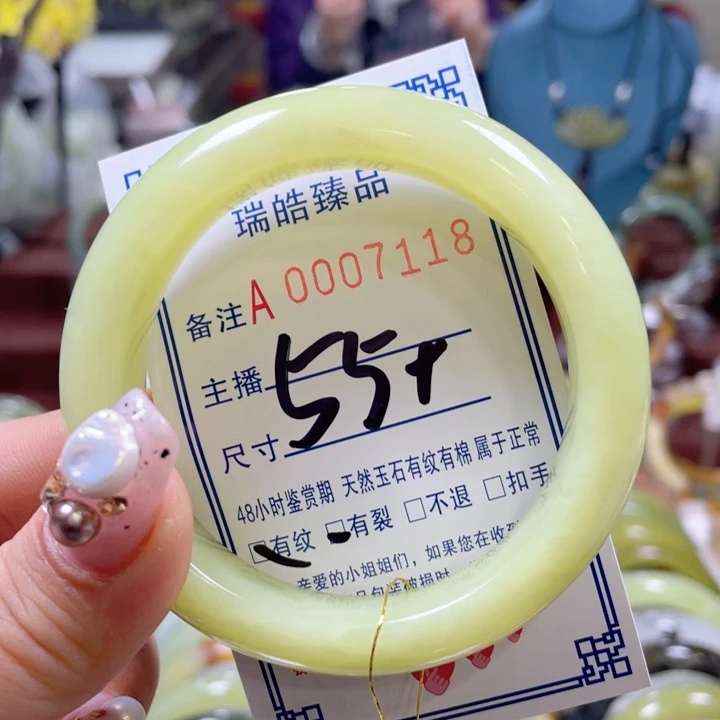 瑞皓臻品
备注A 0007118
主播
尺寸 55+
48小时鉴赏期 天然玉石有纹有棉属于正常
□有纹 □有裂 □不退 □扣手
亲爱的小姐姐们，如果您在收到